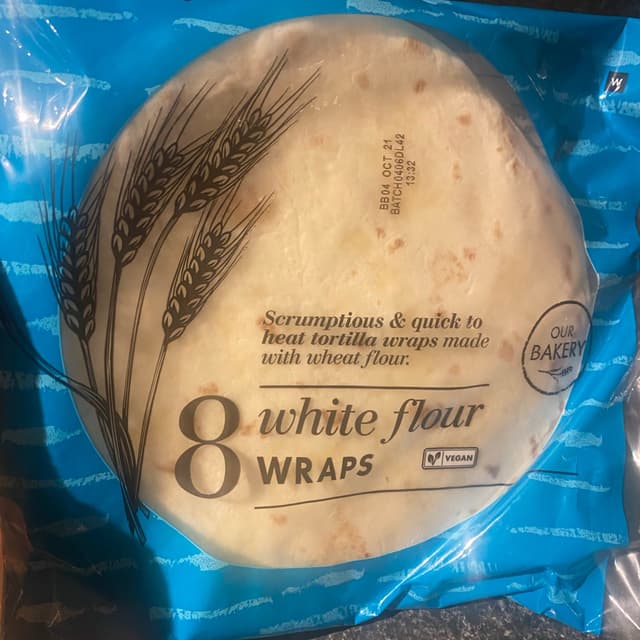 W
BB04 OCT 21
BATCH0406DL42
13:32
Scrumptious & quick to
heat tortilla wraps made
with wheat flour.
OUR
BAKERY
8 white flour
WRAPS
VEGAN